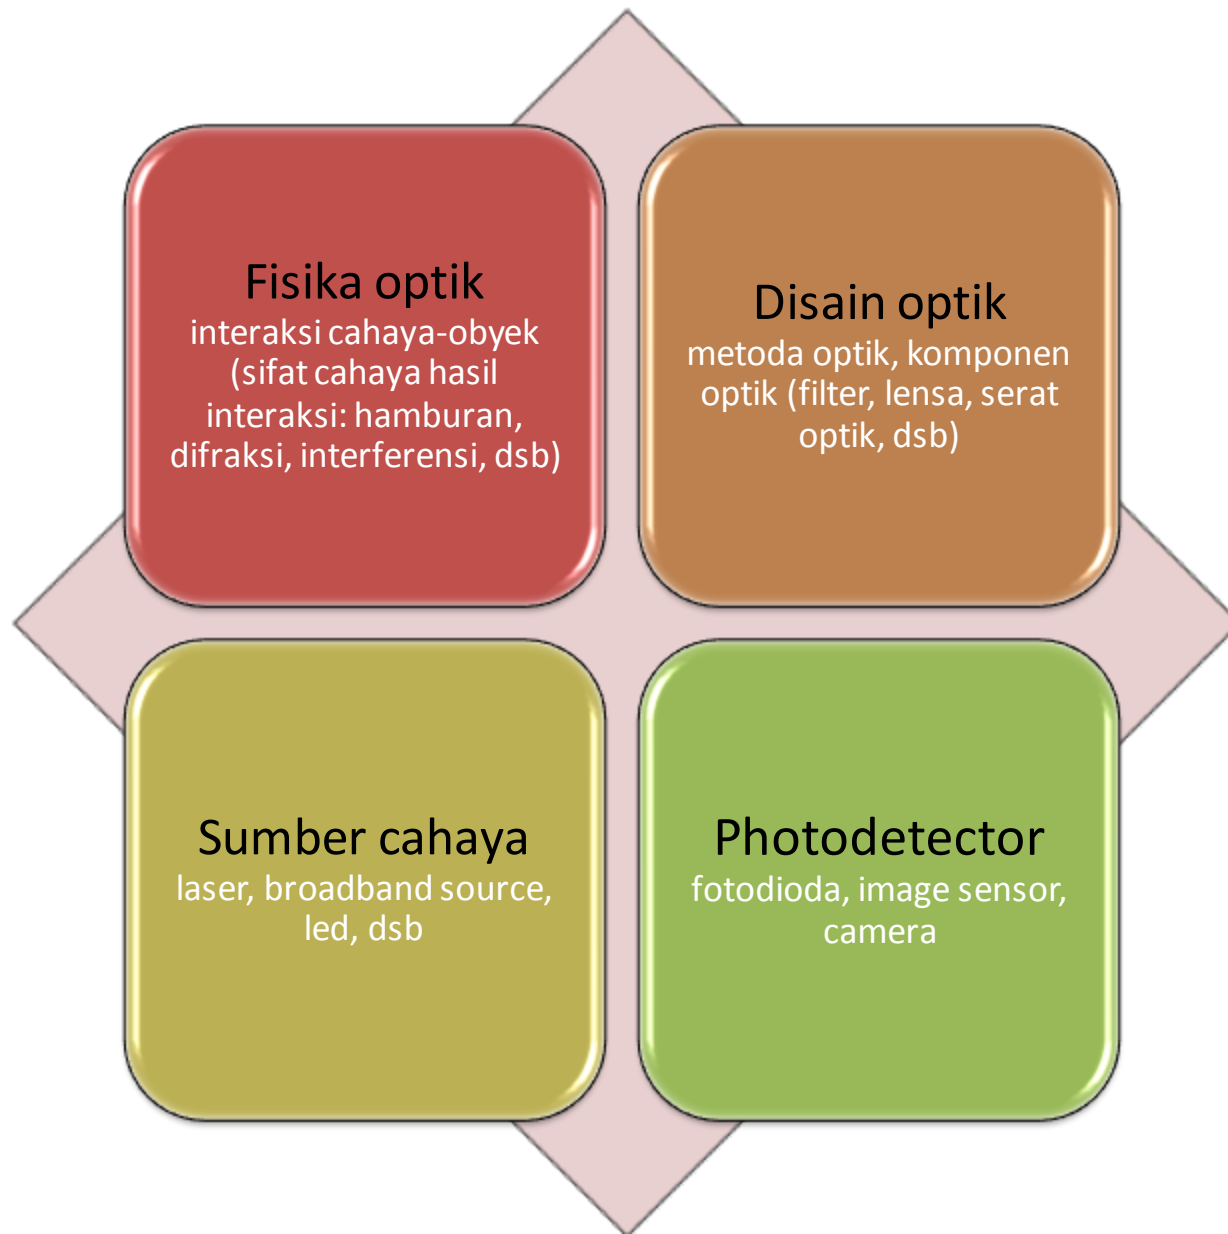 Fisika optik
interaksi cahaya-obyek
(sifat cahaya hasil
interaksi: hamburan,
difraksi, interferensi, dsb)
Disain optik
metoda optik, komponen
optik (filter, lensa, serat
optik, dsb)
Sumber cahaya
laser, broadband source,
led, dsb
Photodetector
fotodioda, image sensor,
camera